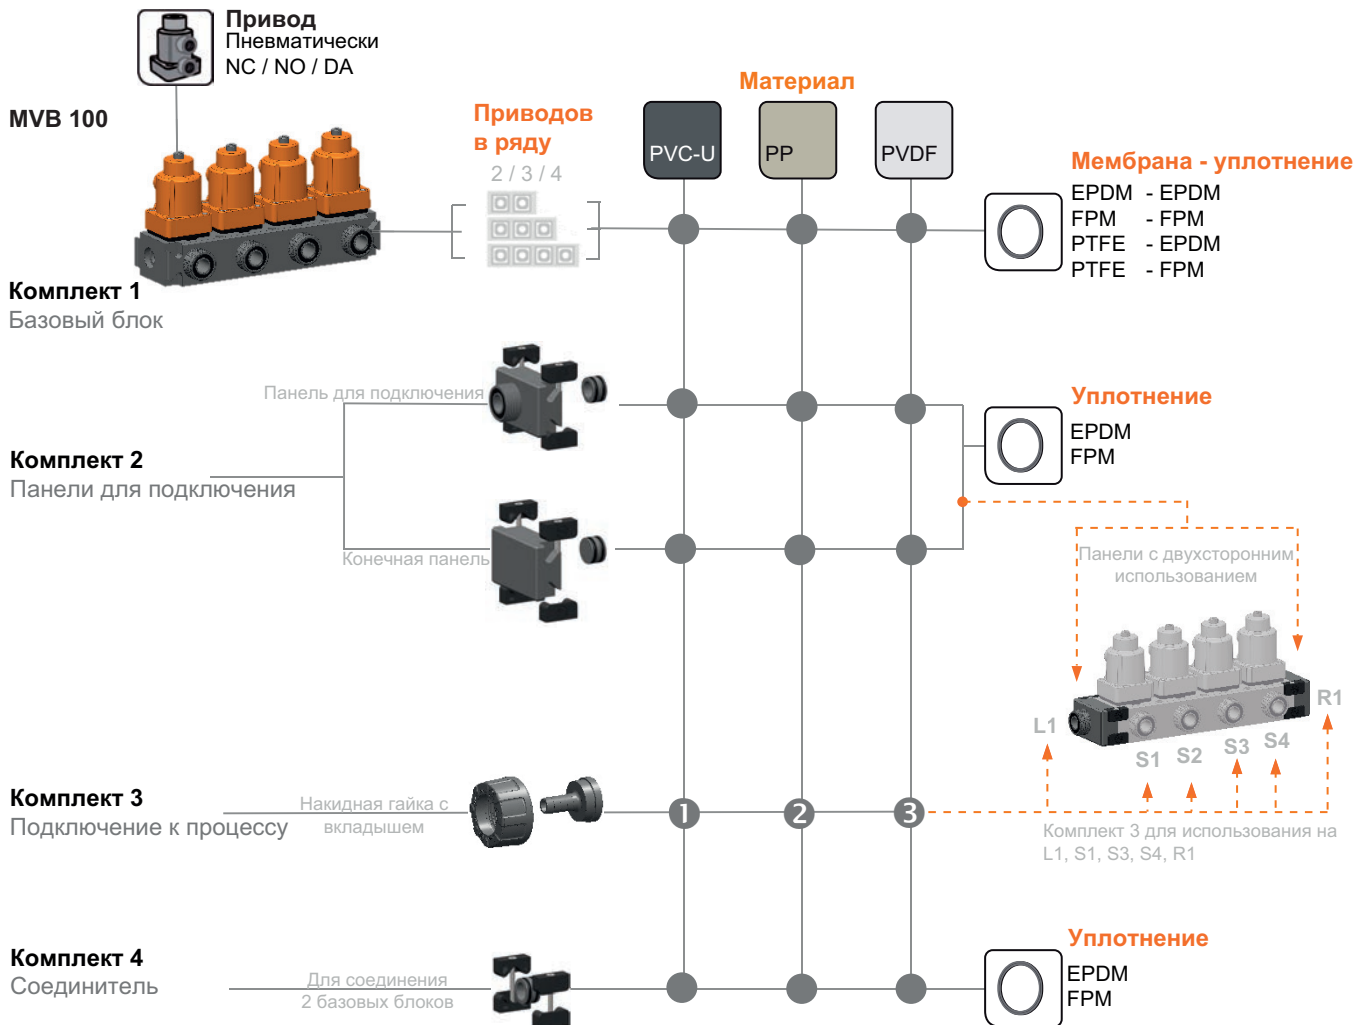 Привод
Пневматически
NC / NO / DA
MVB 100
Приводов
в ряду
2 / 3 / 4
Материал
PVC-U
PP
PVDF
Мембрана - уплотнение
EPDM - EPDM
FPM - FPM
PTFE - EPDM
PTFE - FPM
Комплект 1
Базовый блок
Панель для подключения
Уплотнение
EPDM
FPM
Комплект 2
Панели для подключения
Конечная панель
Панели с двухсторонним
использованием
L1
S1
S2
S3
S4
R1
Комплект 3
Подключение к процессу
Накидная гайка с
вкладышем
1
2
3
Комплект 3 для использования на
L1, S1, S3, S4, R1
Комплект 4
Соединитель
Для соединения
2 базовых блоков
Уплотнение
EPDM
FPM